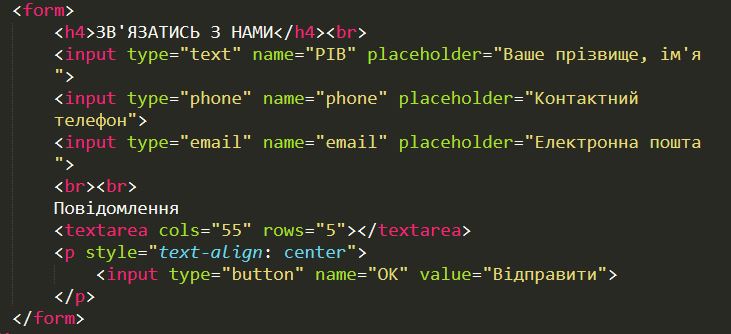 <form>
<h4>ЗВ'ЯЗАТИСЬ З НАМИ</h4><br>
<input type="text" name="PIB" placeholder="Ваше прізвище, ім'я
">
<input type="phone" name="phone" placeholder="Контактний
телефон">
<input type="email" name="email" placeholder="Електронна пошта
">
<br><br>
Повідомлення
<textarea cols="55" rows="5"></textarea>
<p style="text-align: center">
<input type="button" name="OK" value="Відправити">
</p>
</form>